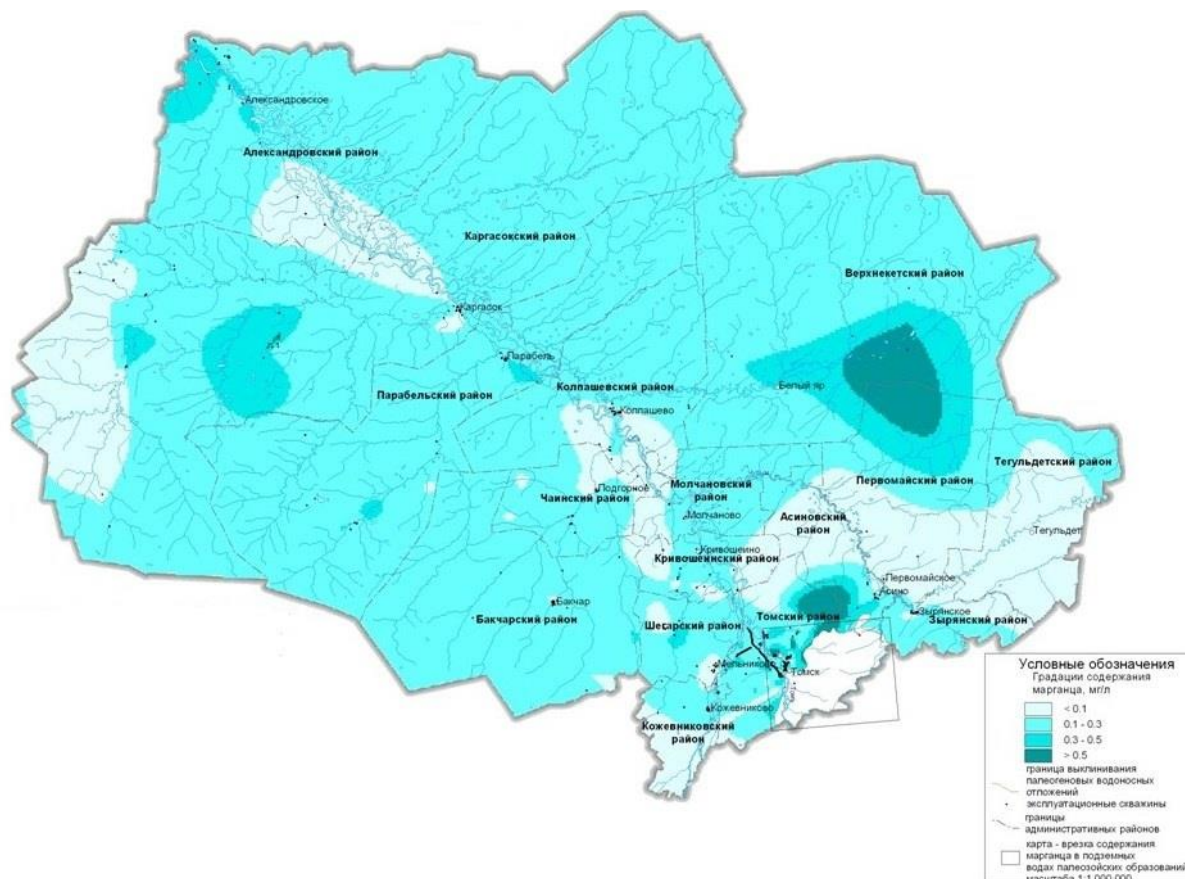 Александровское
Александровский район
Каргасокский район
Верхнекетский район
Каргасок
Парабель
Белый яр
Колпашевский район
Парабельский район
Колпашево
Тегульдетский район
Первомайский район
Подгорное
Молчановский
район
Чаинский район
Молчаново
Асиновский
район
Тегульдет
Кривошеино
Кривошеинский район
Первомайское
Асино
Бакчар
Зырянское
Бакчарский район
Шегарский район
Томский район
Зырянский район
Мельниково
Томск
Кожевниково
Кожевниковский
район
Условные обозначения
Градации содержания
марганца, мг/л
< 0.1
0.1 - 0.3
0.3 - 0.5
> 0.5
граница выклинивания
палеогеновых водоносных
отложений
эксплуатационные скважины
границы
административных районов
карта - врезка содержания
марганца в подземных
водах палеозойских образований
масштаба 1:1 000 000